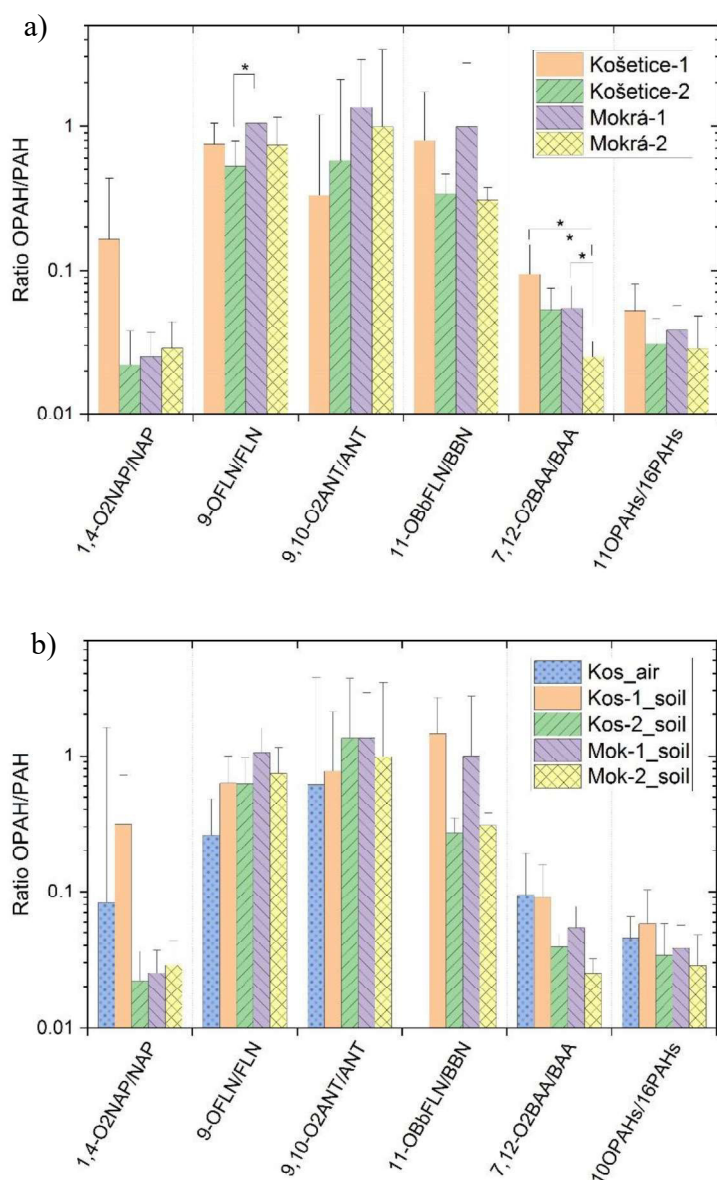 a)
Ratio OPAH/PAH
1
0.1
0.01
*
*
*
*
Košetice-1
Košetice-2
Mokrá-1
Mokrá-2
1,4-O2NAP/NAP
9-OFLN/FLN
9,10-O2ANT/ANT
11-OBbFLN/BBN
7,12-O2BAA/BAA
11OPAHs/16PAHs
b)
Ratio OPAH/PAH
1
0.1
0.01
Kos_air
Kos-1_soil
Kos-2_soil
Mok-1_soil
Mok-2_soil
1,4-O2NAP/NAP
9-OFLN/FLN
9,10-O2ANT/ANT
11-OBbFLN/BBN
7,12-O2BAA/BAA
10OPAHs/16PAHs